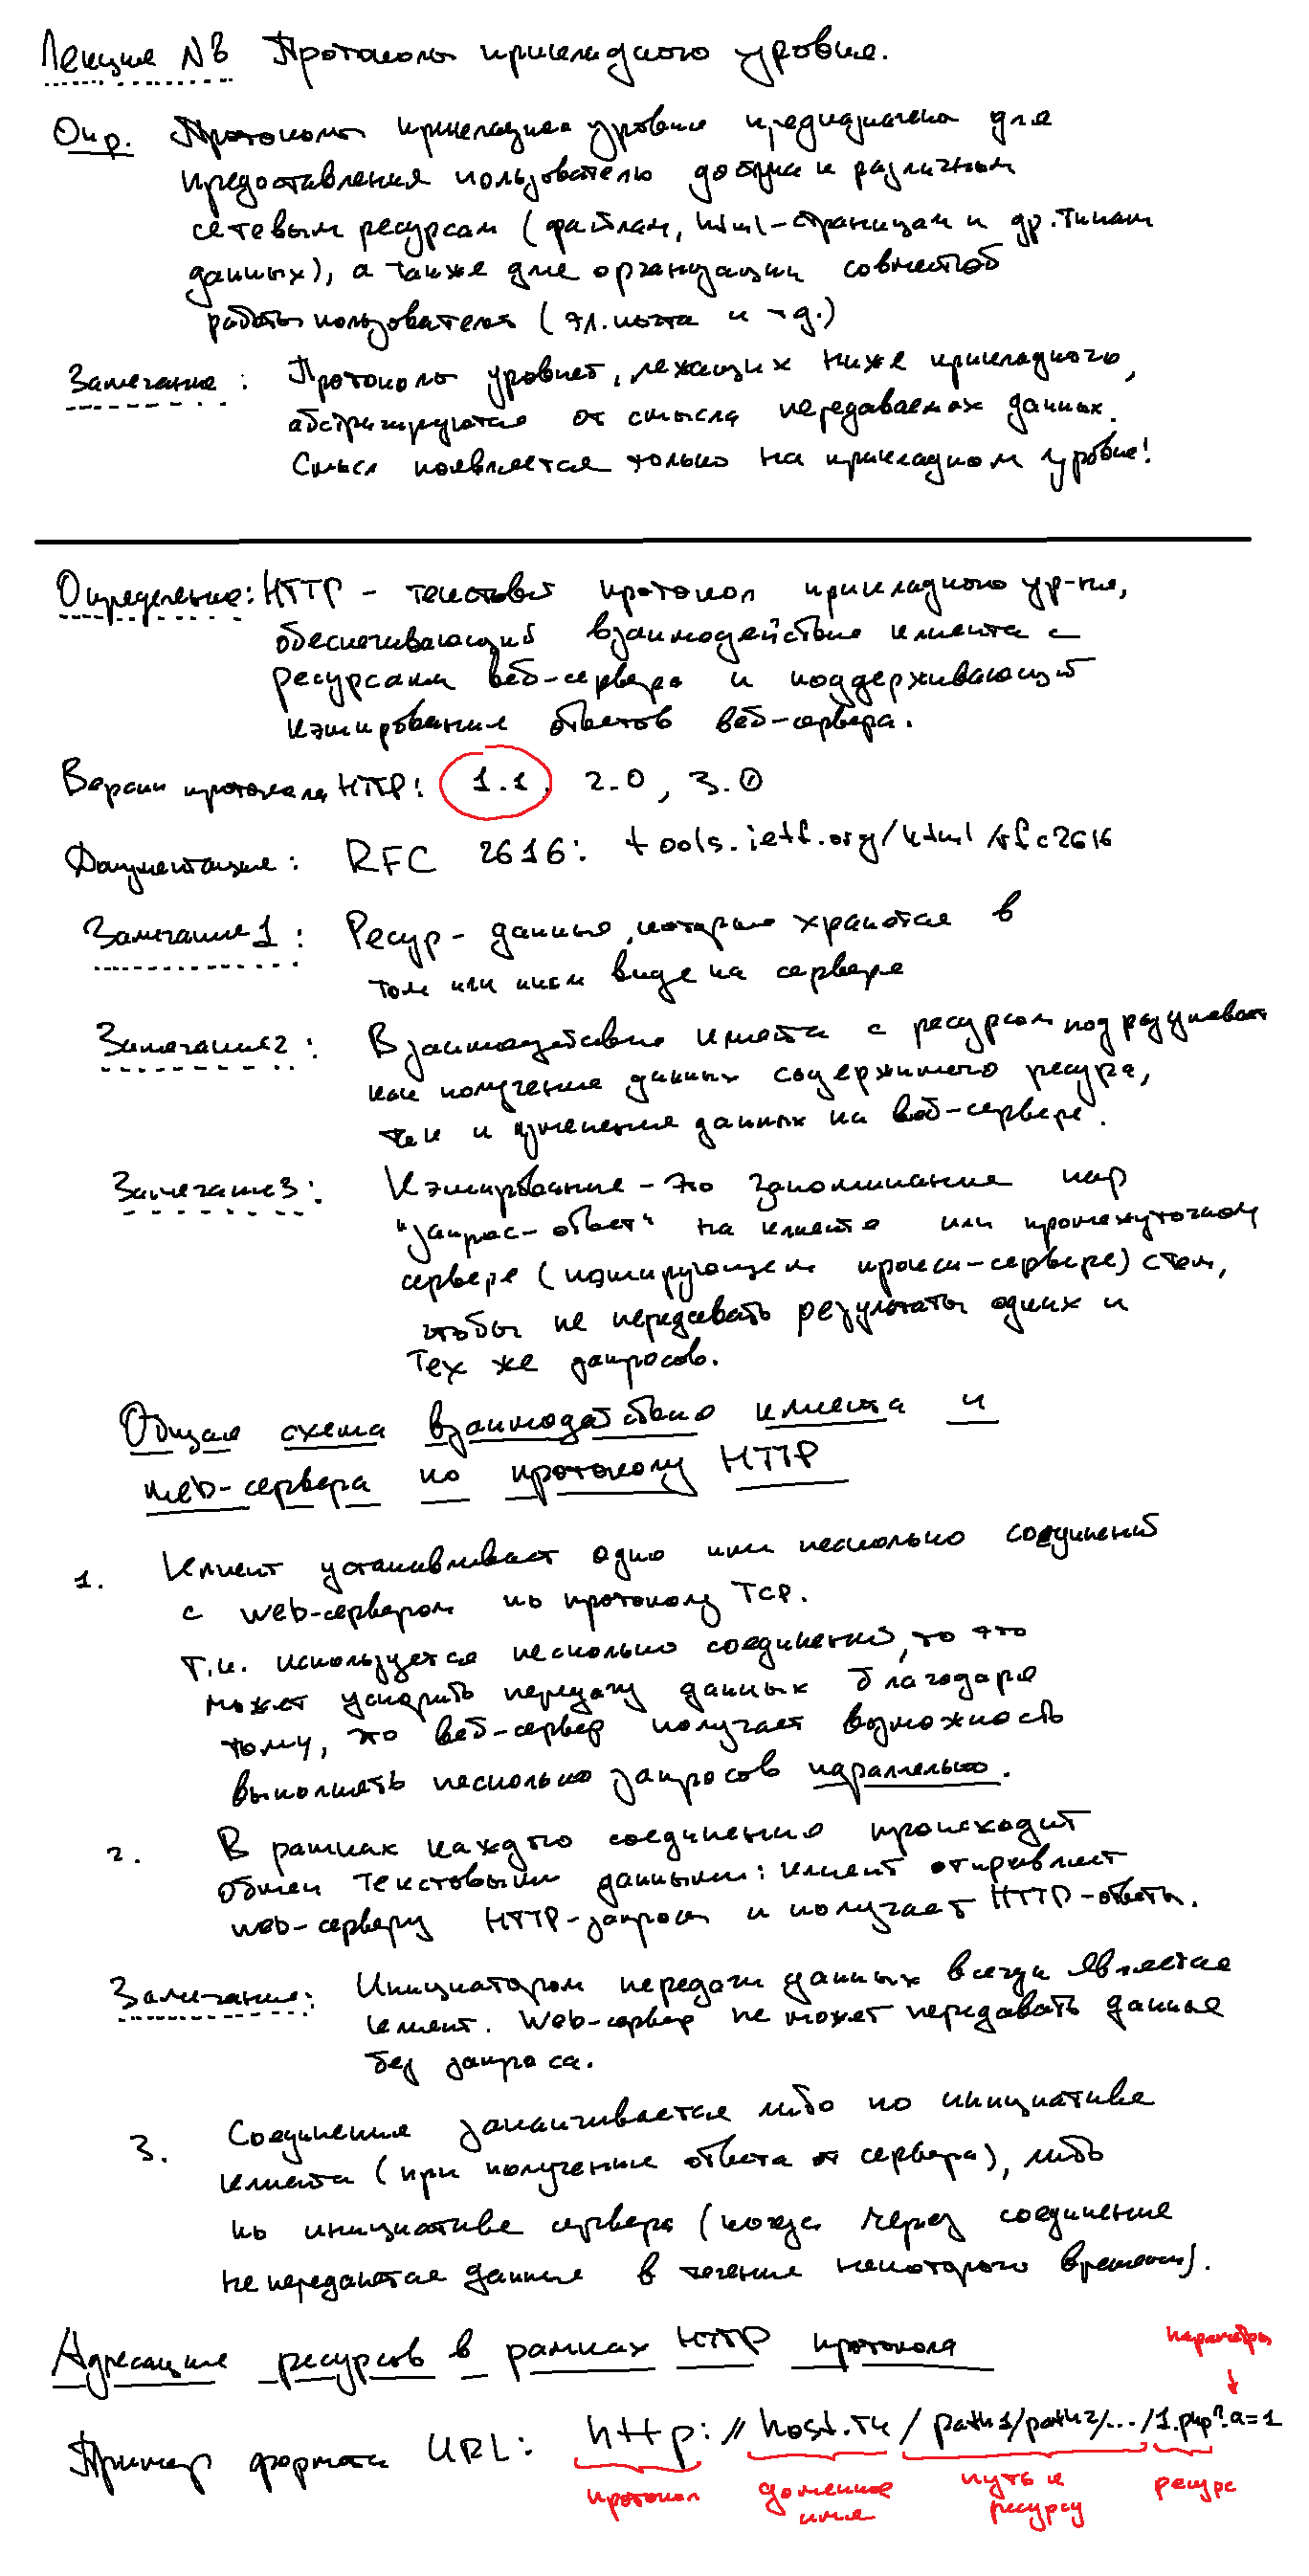 Лекция №8 Протоколы прикладного уровня.
Опр. Протоколы прикладного уровня предназначены для
предоставления пользователю доступа к различным
сетевым ресурсам (файлам, html-страницам и др. типам
данных), а также для организации совместной
работы пользователей (эл. почта и т.д.)
Замечание: Протоколы уровней, лежащих ниже прикладного,
абстрагируются от смысла передаваемых данных.
Смысл появляется только на прикладном уровне!
Определение: HTTP - текстовый протокол прикладного ур-ня,
обеспечивающий взаимодействие клиента с
ресурсами веб-сервера и поддерживающий
кэширование ответов веб-сервера.
Версии протокола HTTP: 1.1, 2.0, 3.0
Документация: RFC 2616: tools.ietf.org/html/rfc2616
Замечание 1: Ресур - данные, которые хранятся в
том или ином виде на сервере
Замечание 2: Взаимодействие клиента с ресурсом подразумевает
как получение данных содержимого ресура,
так и изменение данных на веб-сервере.
Замечание 3: Кэширование - это запоминание пар
"запрос-ответ" на клиенте или промежуточном
сервере (кэширующем прокси-сервере) с тем,
чтобы не передавать результаты одних и
тех же запросов.
Общая схема взаимодействия клиента и
web-сервера по протоколу HTTP
1. Клиент устанавливает одно или несколько соединений
с web-сервером по протоколу TCP.
Т.к. используется несколько соединений, то это
может ускорить передачу данных благодаря
тому, что веб-сервер получает возможность
выполнять несколько запросов параллельно.
2. В рамках каждого соединения происходит
обмен текстовыми данными: клиент отправляет
web-серверу HTTP-запросы и получает HTTP-ответы.
Замечание: Инициатором передачи данных всегда является
клиент. Web-сервер не может передавать данные
без запроса.
3. Соединение заканчивается либо по инициативе
клиента (при получение ответа от сервера), либо
по инициативе сервера (когда через соединение
не передаются данные в течение некоторого времени).
Адресация ресурсов в рамках HTTP протокола
параметры
Пример формата URL: http://host.ru/path1/path2/.../1.php?a=1
протокол доменное имя путь к ресурсу ресурс